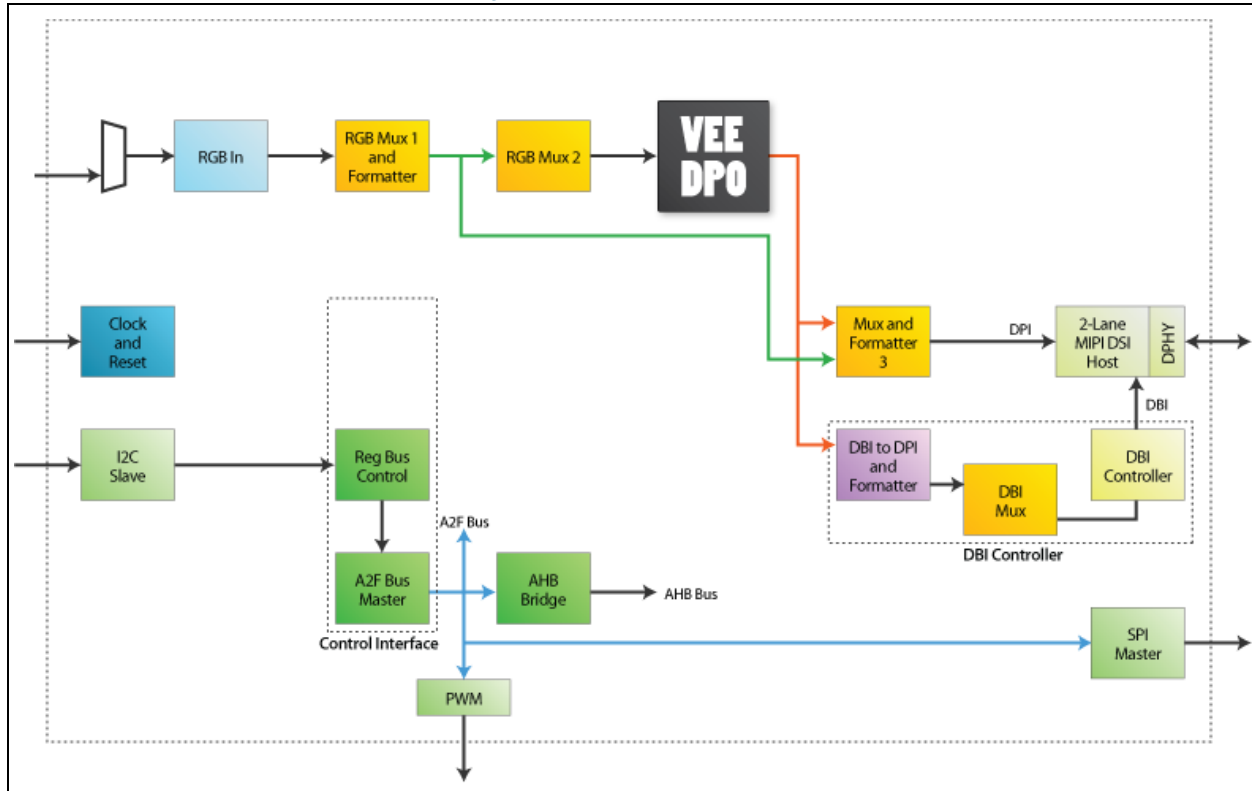 RGB In
RGB Mux 1
and
Formatter
RGB Mux 2
VEE
DPO
Clock
and
Reset
Mux and
Formatter
3
DPI
2-Lane
MIPI DSI
Host
DPHY
DBI
I2C
Slave
Reg Bus
Control
DBI to DPI
and
Formatter
DBI
Mux
DBI
Controller
DBI Controller
A2F Bus
A2F Bus
Master
AHB
Bridge
AHB Bus
Control Interface
SPI
Master
PWM